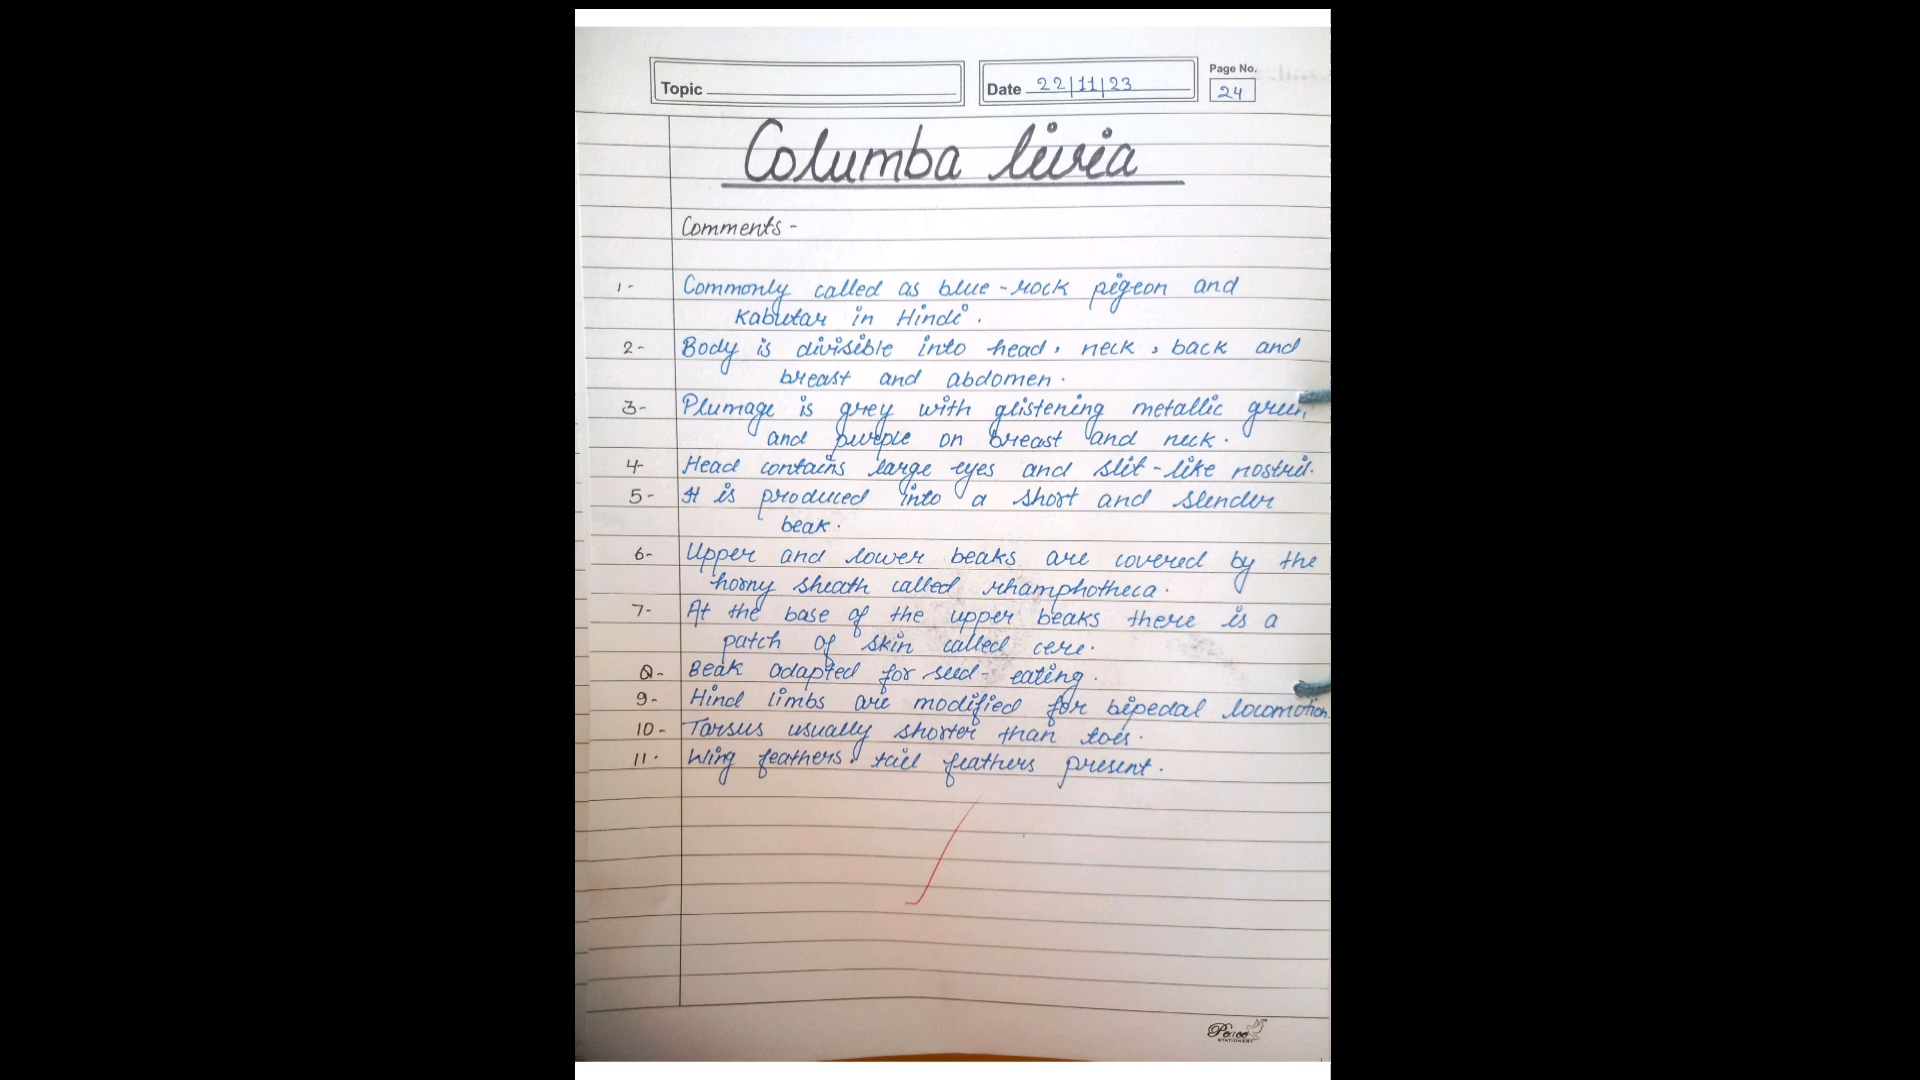 Topic
Date 22/11/23
Page No.
24
Columba livia
Comments -
1- Commonly called as blue-rock pigeon and
Kabutar in Hindi.
2- Body is divisible into head, neck, back and
breast and abdomen.
3- Plumage is grey with glistening metallic green,
and purple on breast and neck.
4- Head contains large eyes and slit-like nostril.
5- It is produced into a short and slender
beak.
6- Upper and lower beaks are covered by the
horny sheath called rhamphotheca.
7- At the base of the upper beaks there is a
patch of skin called cere.
8- Beak adapted for seed-eating.
9- Hind limbs are modified for bipedal locomotion
10- Tarsus usually shorter than toes.
11. Wing feathers & tail feathers present.
Peace
STATIONERY